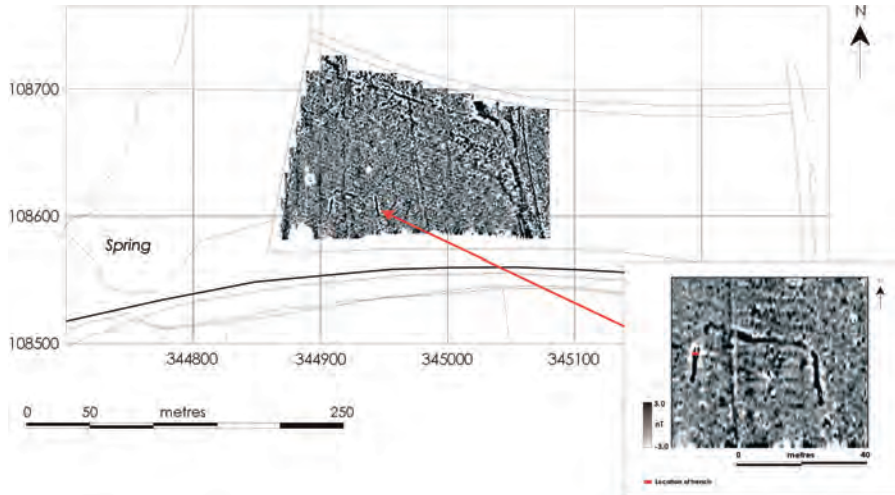 N
108700
108600
Spring
108500
344800 344900 345000 345100
0 50 metres 250
3.0
nT
-3.0
0 metres 40
Location of trench